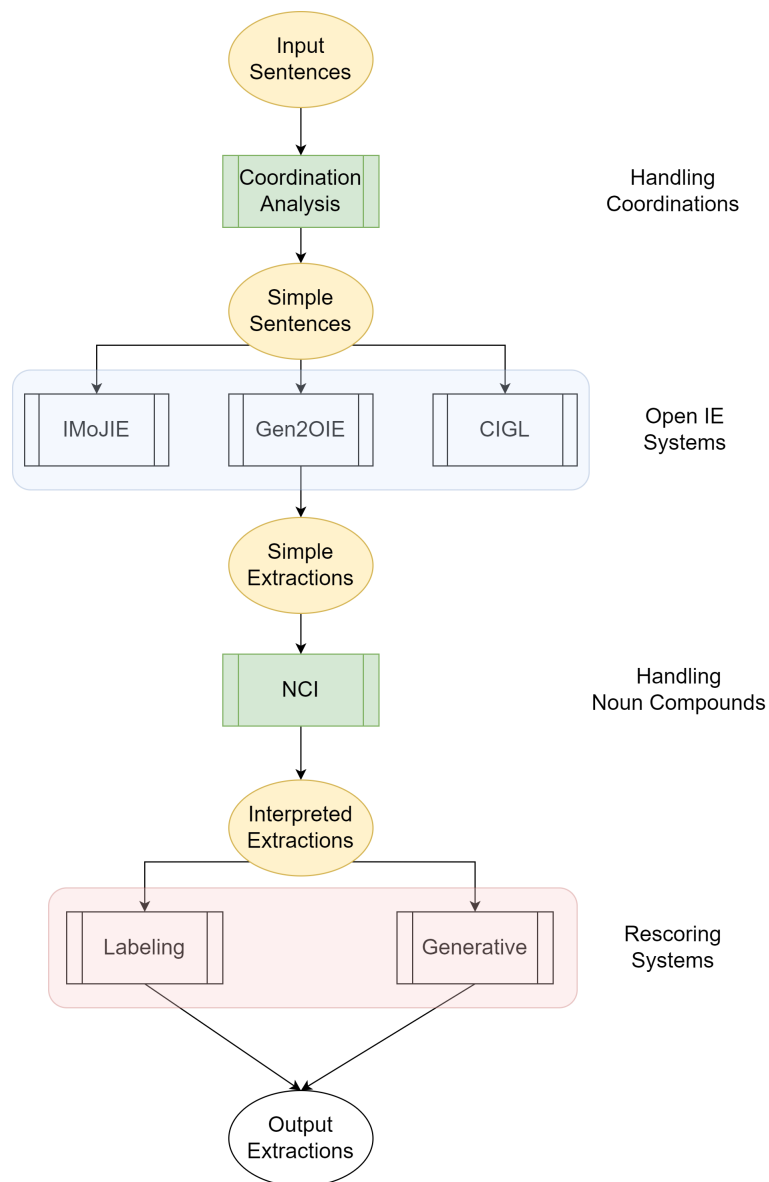 Input
Sentences
Coordination
Analysis
Handling
Coordinations
Simple
Sentences
IMoJIE
Gen2OIE
CIGL
Open IE
Systems
Simple
Extractions
NCI
Handling
Noun Compounds
Interpreted
Extractions
Labeling
Generative
Rescoring
Systems
Output
Extractions